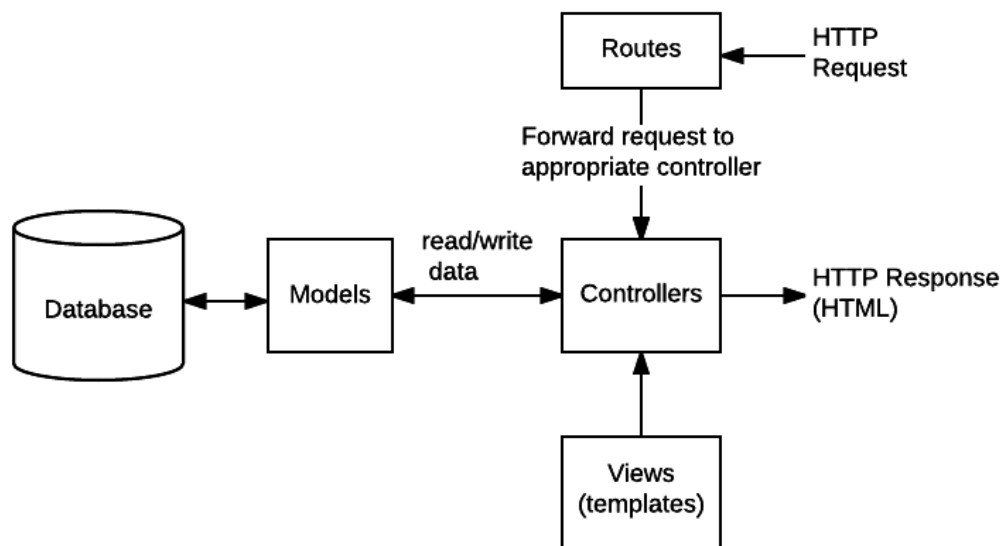 Routes
HTTP
Request
Forward request to
appropriate controller
Database
Models
read/write
data
Controllers
HTTP Response
(HTML)
Views
(templates)